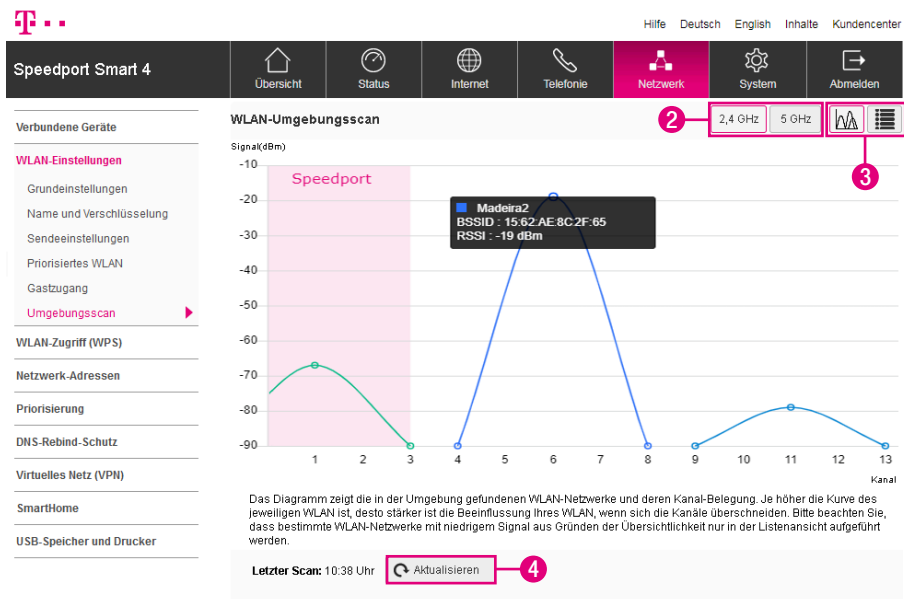 T
Hilfe Deutsch English Inhalte Kundencenter
Speedport Smart 4
Übersicht Status Internet Telefonie Netzwerk System Abmelden
Verbundene Geräte
WLAN-Einstellungen
Grundeinstellungen
Name und Verschlüsselung
Sendeeinstellungen
Priorisiertes WLAN
Gastzugang
Umgebungsscan
WLAN-Zugriff (WPS)
Netzwerk-Adressen
Priorisierung
DNS-Rebind-Schutz
Virtuelles Netz (VPN)
SmartHome
USB-Speicher und Drucker
WLAN-Umgebungsscan
2
2,4 GHz 5 GHz
3
Signal(dBm)
-10
-20
-30
-40
-50
-60
-70
-80
-90
Speedport
Madeira2
BSSID : 15:62:AE:8C:2F:65
RSSI : -19 dBm
1 2 3 4 5 6 7 8 9 10 11 12 13
Kanal
Das Diagramm zeigt die in der Umgebung gefundenen WLAN-Netzwerke und deren Kanal-Belegung. Je höher die Kurve des
jeweiligen WLAN ist, desto stärker ist die Beeinflussung Ihres WLAN, wenn sich die Kanäle überschneiden. Bitte beachten Sie,
dass bestimmte WLAN-Netzwerke mit niedrigem Signal aus Gründen der Übersichtlichkeit nur in der Listenansicht aufgeführt
werden.
Letzter Scan: 10:38 Uhr Aktualisieren
4